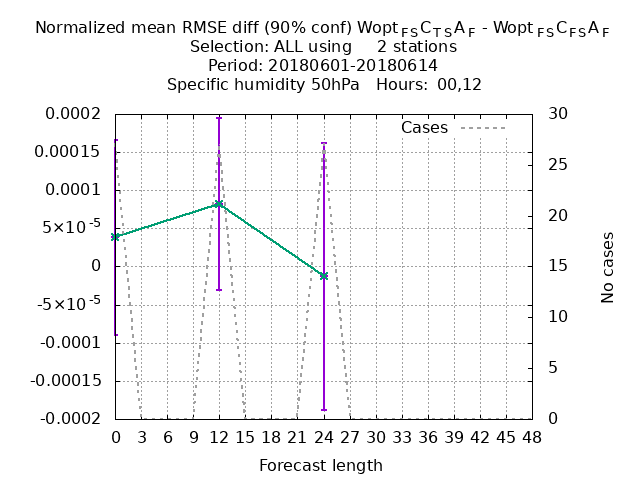 Normalized mean RMSE diff (90% conf) Wopt FS C TS A F - Wopt FS C FS A F
Selection: ALL using 2 stations
Period: 20180601-20180614
Specific humidity 50hPa Hours: 00,12
Cases
0.0002
0.00015
0.0001
5×10-5
0
-5×10-5
-0.0001
-0.00015
-0.0002
30
25
20
15
10
5
0
No cases
0 3 6 9 12 15 18 21 24 27 30 33 36 39 42 45 48
Forecast length